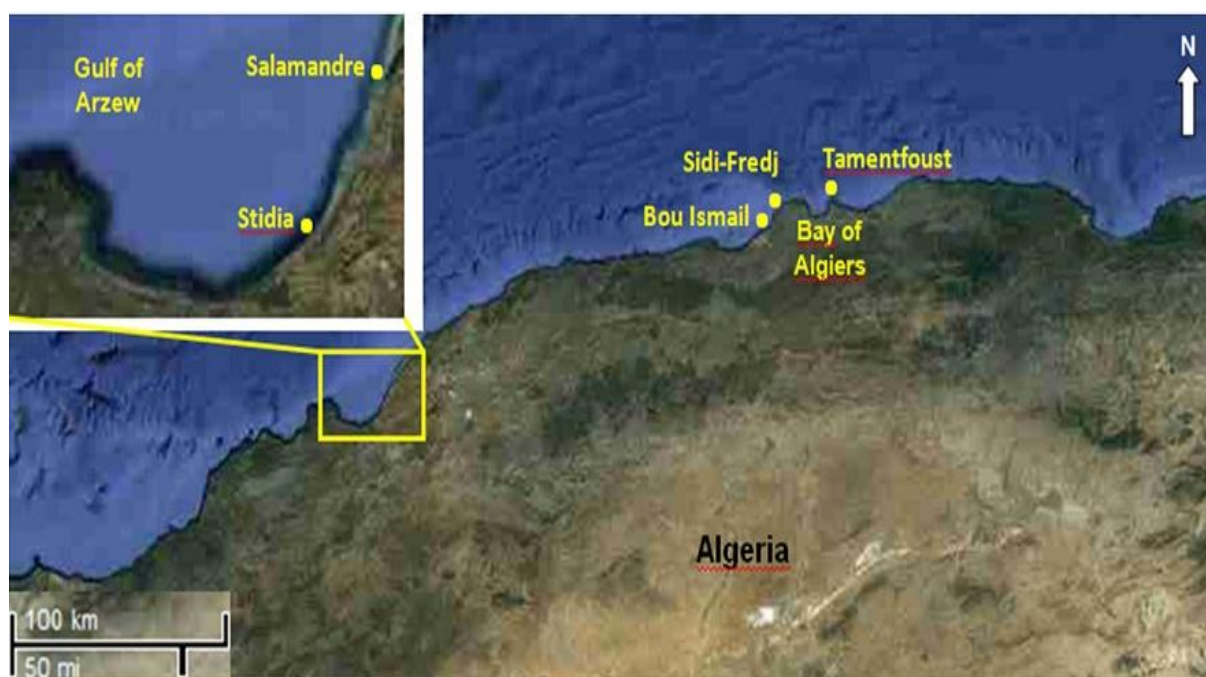 Gulf of
Arzew
Salamandre
Stidia
N
Sidi-Fredj
Tamentfoust
Bou Ismail
Bay of
Algiers
Algeria
100 km
50 mi